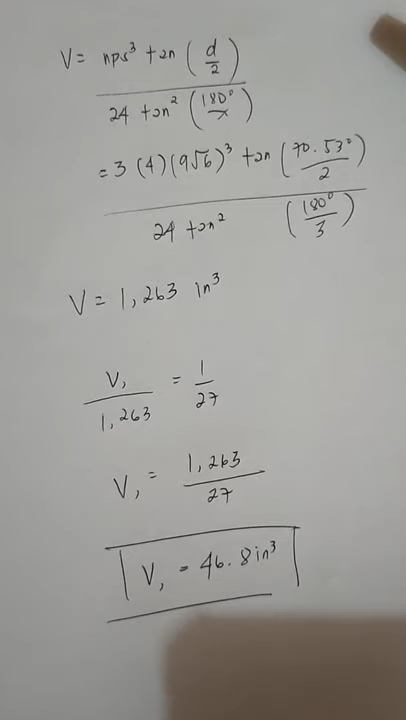 V = nps³ tan (d/2)
24 tan² (180°/x)
= 3 (4)(9√6)³ tan (70.53°/2)
24 tan² (180°/3)
V = 1,263 in³
V₁/1,263 = 1/27
V₁ = 1,263/27
V₁ = 46.8 in³